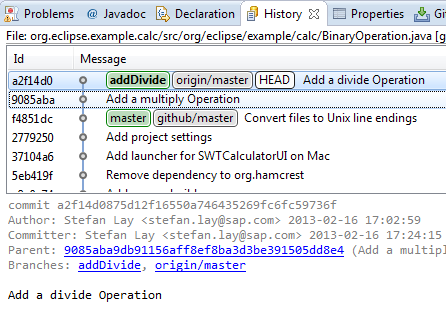 Problems @ Javadoc Declaration History Properties Gi
File: org.eclipse.example.calc/src/org/eclipse/example/calc/BinaryOperation.java [g
Id Message
a2f14d0 addDivide origin/master HEAD Add a divide Operation
9085aba Add a multiply Operation
f4851dc master github/master Convert files to Unix line endings
2779250 Add project settings
37104a6 Add launcher for SWTCalculatorUI on Mac
5eb419f Remove dependency to org.hamcrest
commit a2f14d0875d12f16550a746435269fc6fc59736f
Author: Stefan Lay <stefan.lay@sap.com> 2013-02-16 17:02:59
Committer: Stefan Lay <stefan.lay@sap.com> 2013-02-16 17:24:15
Parent: 9085aba9db91156aff8ef8ba3d3be391505dd8e4 (Add a multipl
Branches: addDivide, origin/master
Add a divide Operation